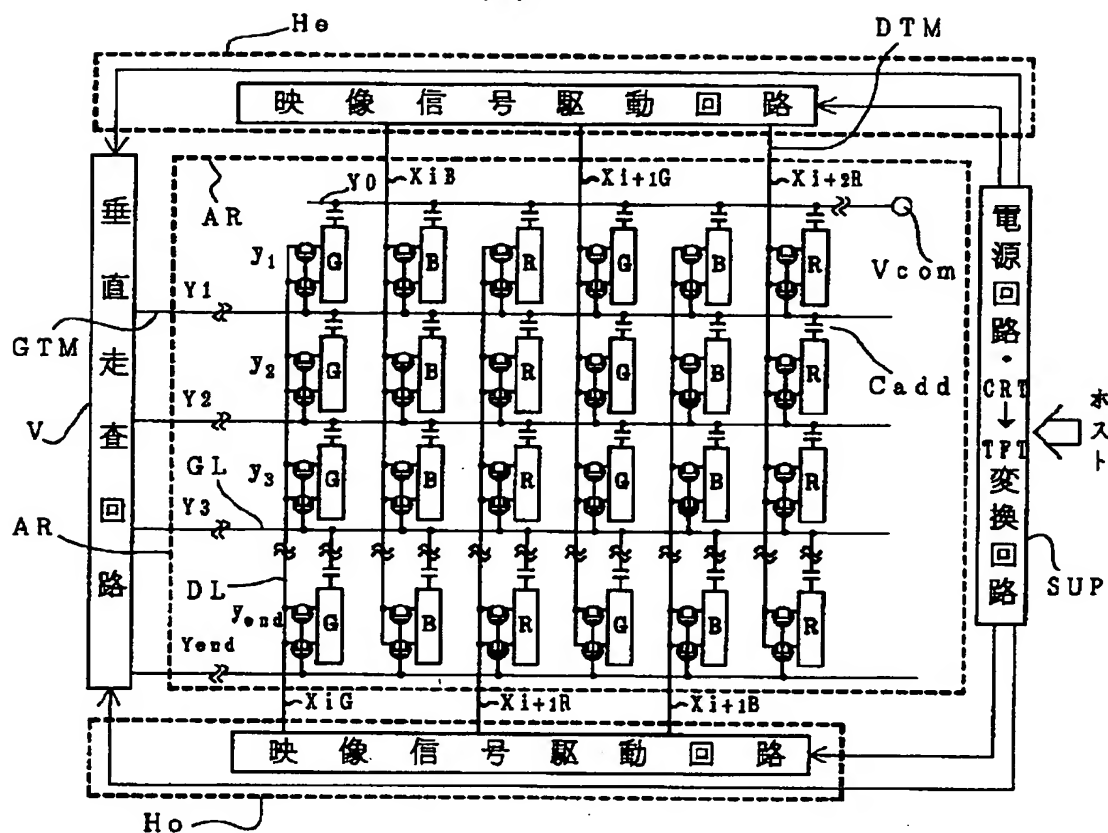 He
DTM
映像信号駆動回路
AR
Y0
XiB
Xi+1G
Xi+2R
Vcom
垂直走査回路
電源回路・CRT→TFT変換回路
ホスト
y1
G B R G B R
Y1
GTM
Cadd
y2
G B R G B R
Y2
V
GL
y3
G B R G B R
Y3
AR
DL
SUP
yend
G B R G B R
Yend
XiG
Xi+1R
Xi+1B
映像信号駆動回路
Ho